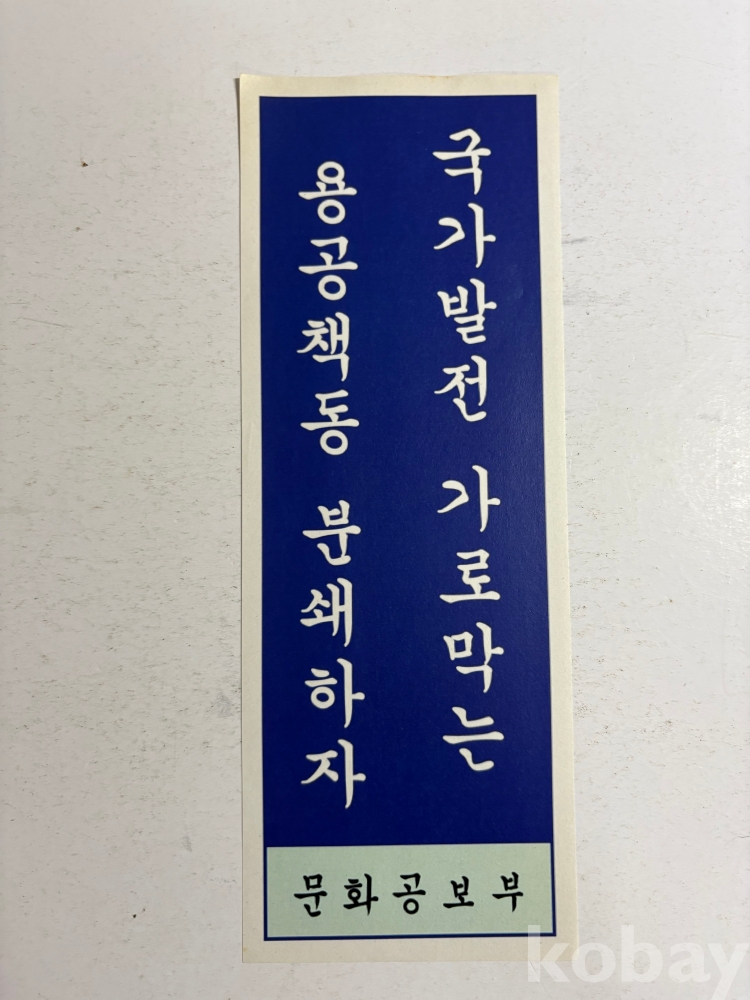 국가발전 가로막는
용공책동 분쇄하자
문화공보부
kobay